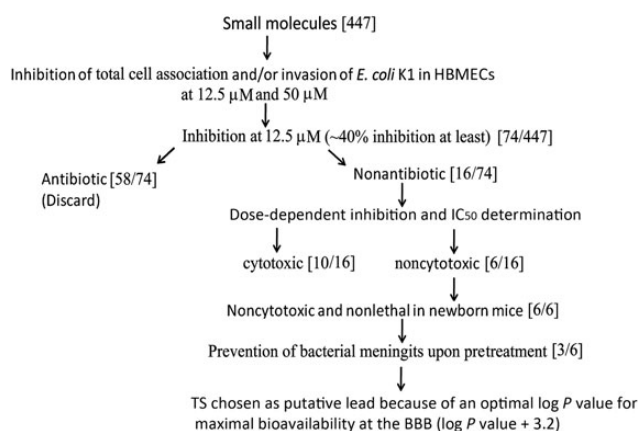 Small molecules [447]
Inhibition of total cell association and/or invasion of E. coli K1 in HBMECs
at 12.5 µM and 50 µM
Inhibition at 12.5 µM (~40% inhibition at least) [74/447]
Antibiotic [58/74]
(Discard)
Nonantibiotic [16/74]
Dose-dependent inhibition and IC50 determination
cytotoxic [10/16]
noncytotoxic [6/16]
Noncytotoxic and nonlethal in newborn mice [6/6]
Prevention of bacterial meningits upon pretreatment [3/6]
TS chosen as putative lead because of an optimal log P value for
maximal bioavailability at the BBB (log P value + 3.2)